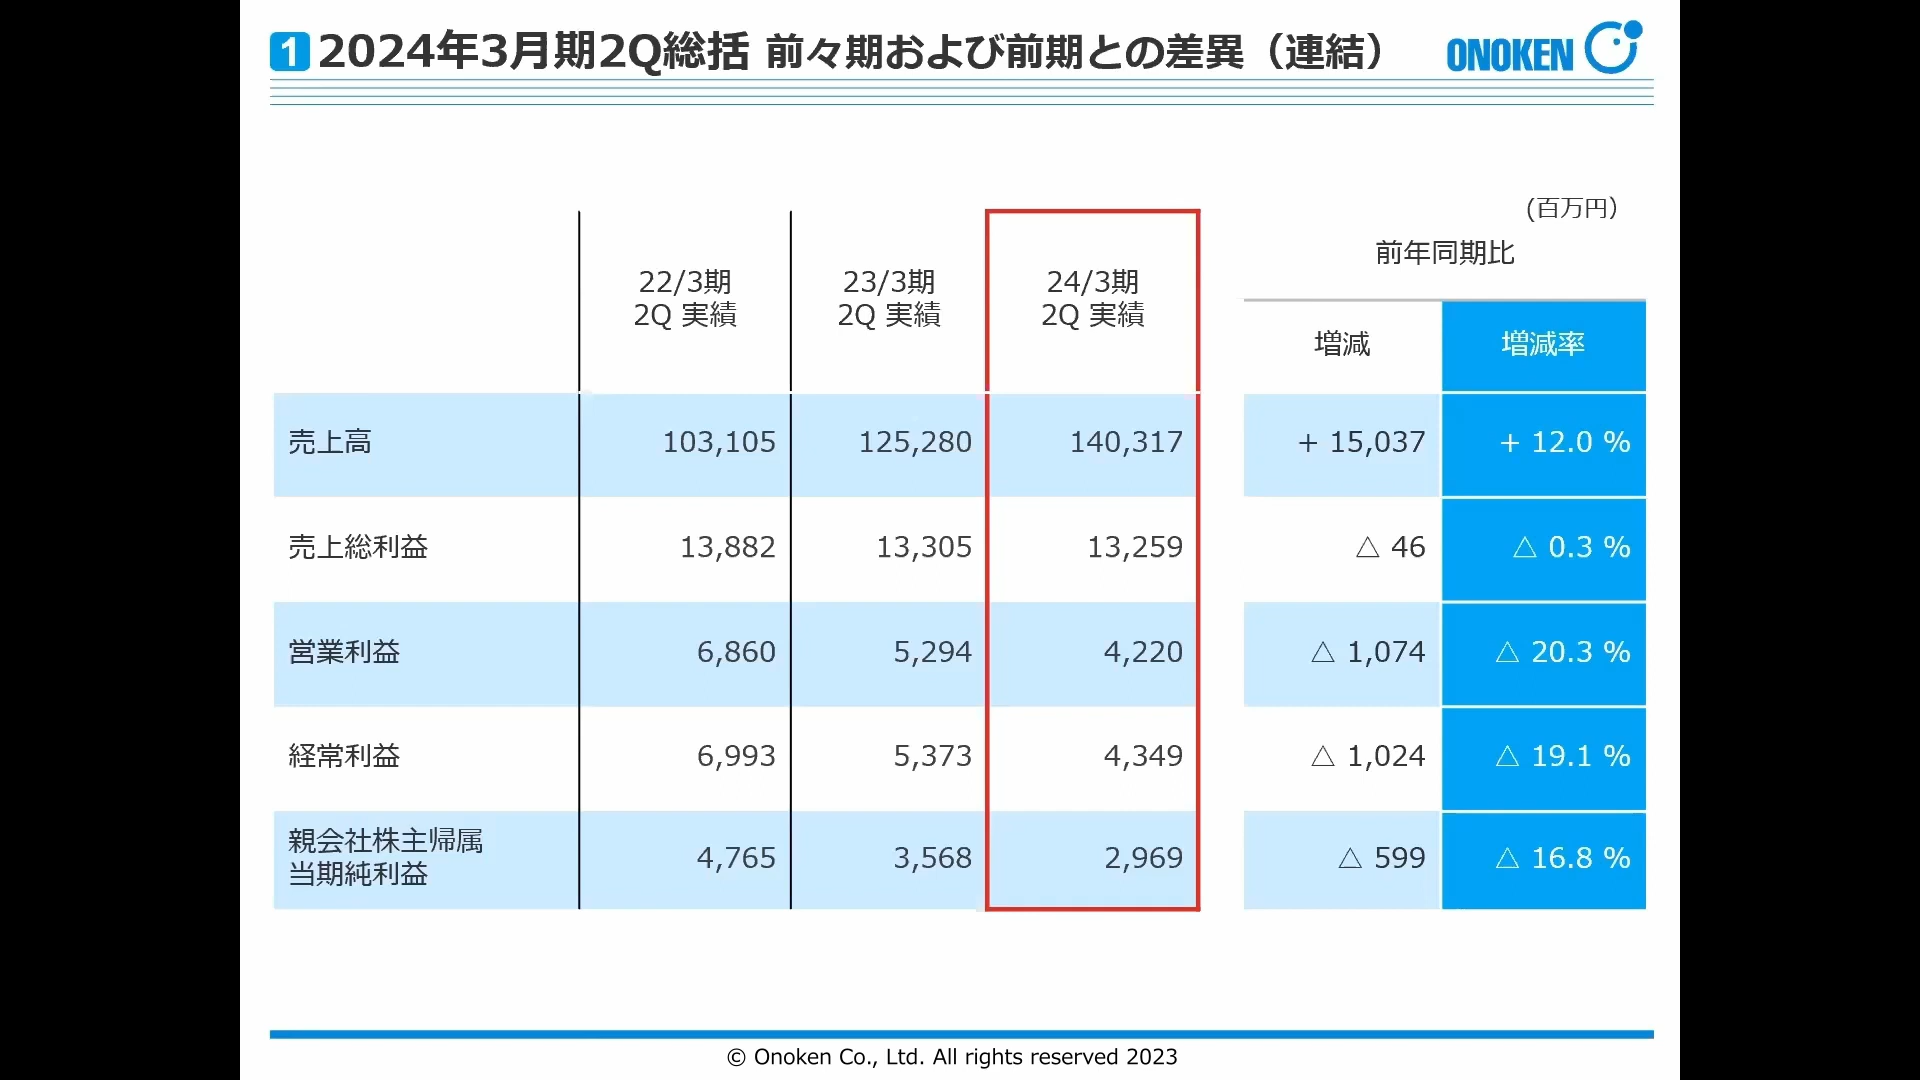 1 2024年3月期2Q総括 前々期および前期との差異（連結）
ONOKEN
(百万円)
前年同期比
22/3期 23/3期 24/3期
2Q 実績 2Q 実績 2Q 実績
増減 増減率
売上高 103,105 125,280 140,317 + 15,037 + 12.0 %
売上総利益 13,882 13,305 13,259 △ 46 △ 0.3 %
営業利益 6,860 5,294 4,220 △ 1,074 △ 20.3 %
経常利益 6,993 5,373 4,349 △ 1,024 △ 19.1 %
親会社株主帰属
当期純利益 4,765 3,568 2,969 △ 599 △ 16.8 %
© Onoken Co., Ltd. All rights reserved 2023